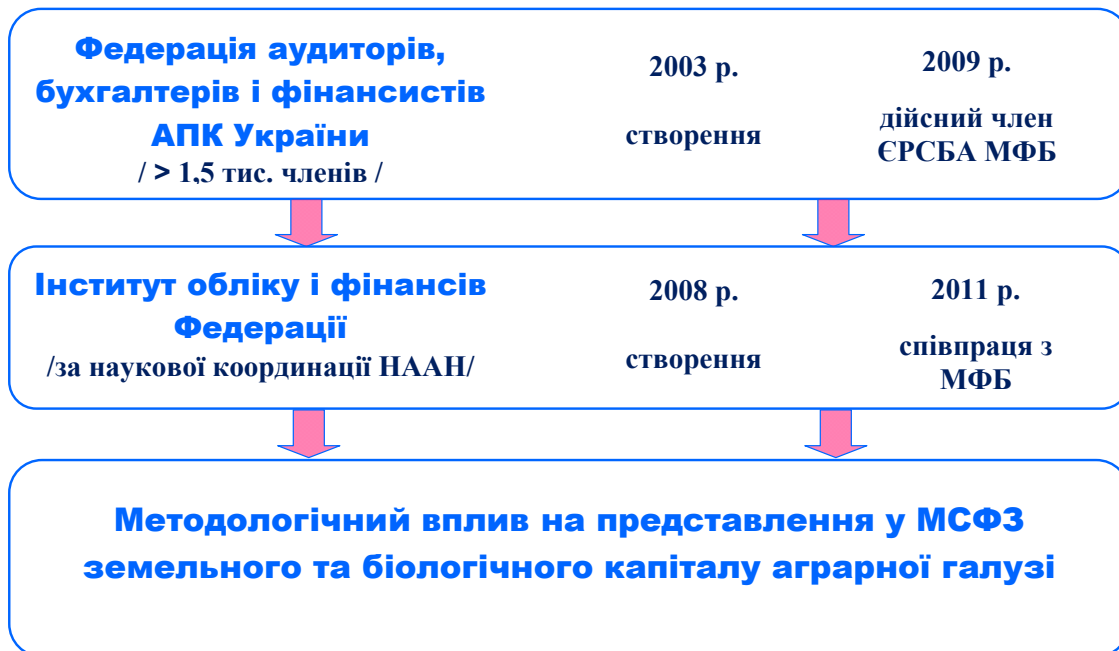 Федерація аудиторів,
бухгалтерів і фінансистів
АПК України
/ > 1,5 тис. членів /
2003 р.
створення
2009 р.
дійсний член
ЄРСБА МФБ
Інститут обліку і фінансів
Федерації
/за наукової координації НААН/
2008 р.
створення
2011 р.
співпраця з
МФБ
Методологічний вплив на представлення у МСФЗ
земельного та біологічного капіталу аграрної галузі